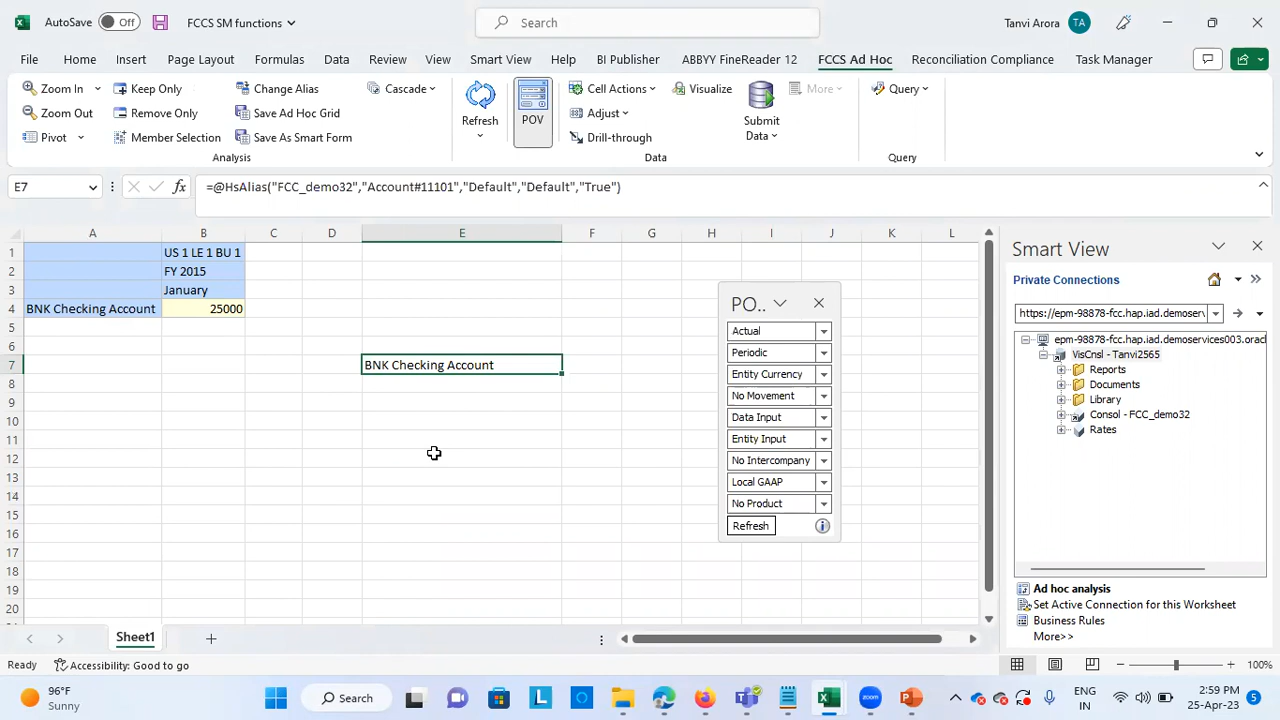 AutoSave Off FCCS SM functions Search Tanvi Arora TA
File Home Insert Page Layout Formulas Data Review View Smart View Help BI Publisher ABBYY FineReader 12 FCCS Ad Hoc Reconciliation Compliance Task Manager
Zoom In Keep Only Change Alias Cascade Refresh POV Cell Actions Visualize Submit Data More Query
Zoom Out Remove Only Save Ad Hoc Grid Adjust
Pivot Member Selection Save As Smart Form Drill-through
Analysis Data Query
E7 fx =@HsAlias("FCC_demo32","Account#11101","Default","Default","True")
A B C D E F G H I J K L
1 US 1 LE 1 BU 1
2 FY 2015
3 January
4 BNK Checking Account 25000
5
6
7 BNK Checking Account
8
9
10
11
12
13
14
15
16
17
18
19
20
PO..
Actual
Periodic
Entity Currency
No Movement
Data Input
Entity Input
No Intercompany
Local GAAP
No Product
Refresh
Smart View
Private Connections
https://epm-98878-fcc.hap.iad.demoserv
epm-98878-fcc.hap.iad.demoservices003.orac
VisCnsl - Tanvi2565
Reports
Documents
Library
Consol - FCC_demo32
Rates
Ad hoc analysis
Set Active Connection for this Worksheet
Business Rules
More>>
Sheet1
Ready Accessibility: Good to go 100%
96°F
Sunny
Search
ENG
IN
2:59 PM
25-Apr-23
5